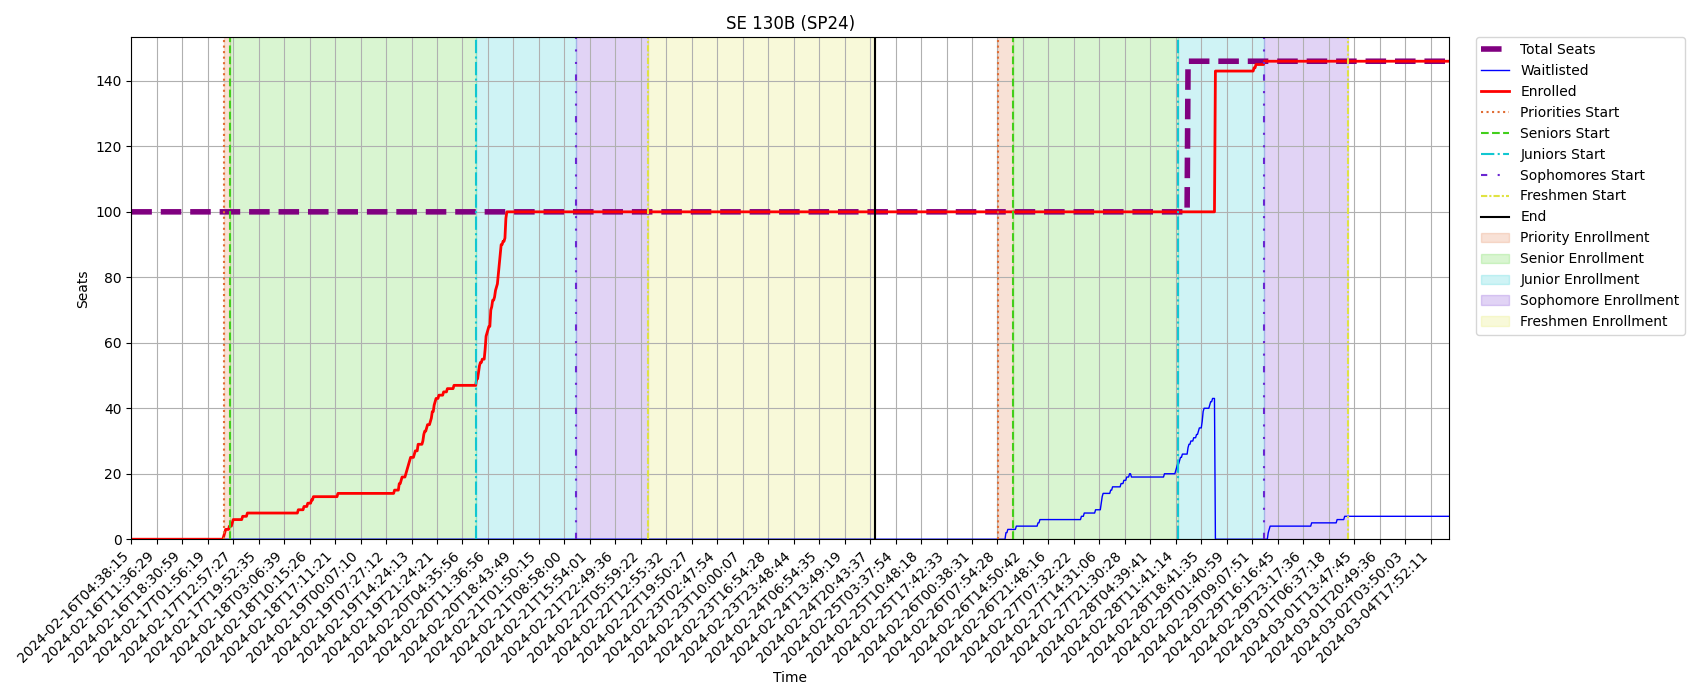 SE 130B (SP24)
Seats
140
120
100
80
60
40
20
0
2024-02-16T04:38:15
2024-02-16T11:36:29
2024-02-16T18:30:59
2024-02-17T01:56:19
2024-02-17T12:57:27
2024-02-17T19:52:35
2024-02-18T03:06:39
2024-02-18T10:15:26
2024-02-18T17:11:21
2024-02-19T00:07:10
2024-02-19T07:27:12
2024-02-19T14:24:13
2024-02-19T21:24:21
2024-02-20T04:35:56
2024-02-20T11:36:56
2024-02-20T18:43:49
2024-02-21T01:50:15
2024-02-21T08:58:00
2024-02-21T15:54:01
2024-02-21T22:49:36
2024-02-22T05:59:22
2024-02-22T12:55:32
2024-02-22T19:50:27
2024-02-23T02:47:54
2024-02-23T10:00:07
2024-02-23T16:54:28
2024-02-23T23:48:44
2024-02-24T06:54:35
2024-02-24T13:49:19
2024-02-24T20:43:37
2024-02-25T03:37:54
2024-02-25T10:48:18
2024-02-25T17:42:33
2024-02-26T00:38:31
2024-02-26T07:54:28
2024-02-26T14:50:42
2024-02-26T21:48:16
2024-02-27T07:32:22
2024-02-27T14:31:06
2024-02-27T21:30:28
2024-02-28T04:39:41
2024-02-28T11:41:14
2024-02-28T18:41:35
2024-02-29T01:40:59
2024-02-29T09:07:51
2024-02-29T16:16:45
2024-02-29T23:17:36
2024-03-01T06:37:18
2024-03-01T13:47:45
2024-03-01T20:49:36
2024-03-02T03:50:03
2024-03-04T17:52:11
Time
Total Seats
Waitlisted
Enrolled
Priorities Start
Seniors Start
Juniors Start
Sophomores Start
Freshmen Start
End
Priority Enrollment
Senior Enrollment
Junior Enrollment
Sophomore Enrollment
Freshmen Enrollment